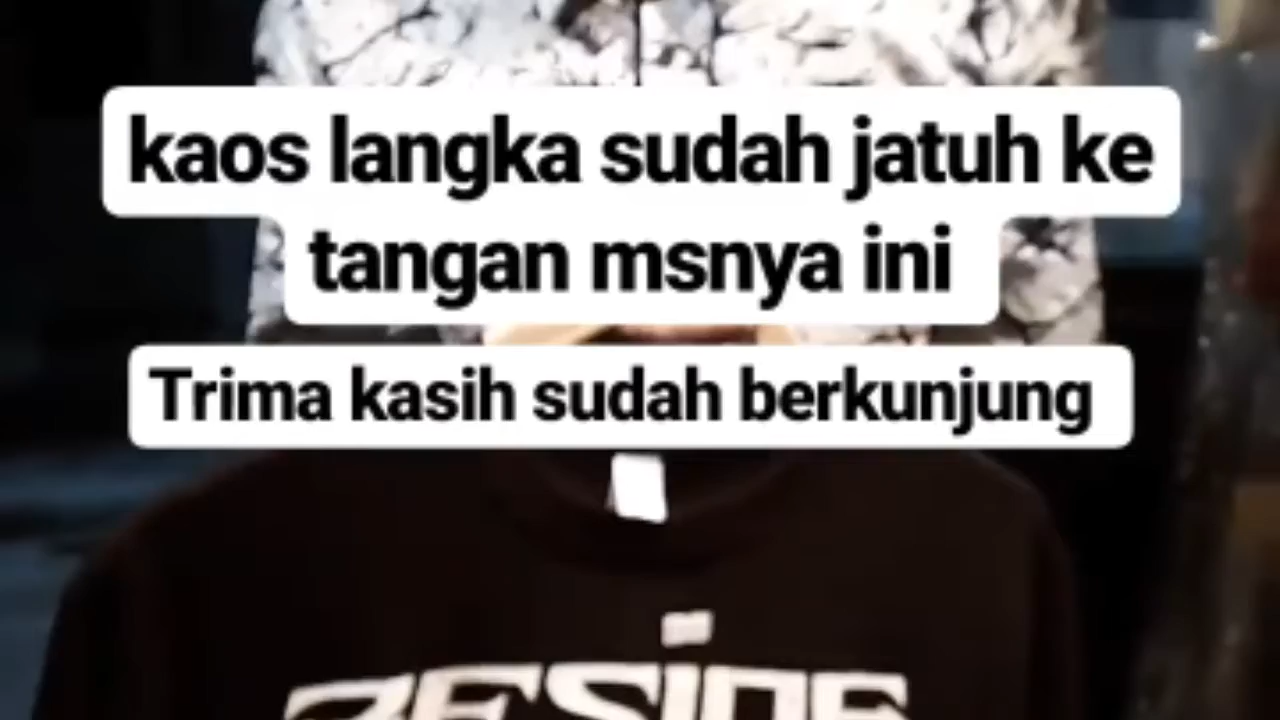 kaos langka sudah jatuh ke
tangan msnya ini
Trima kasih sudah berkunjung